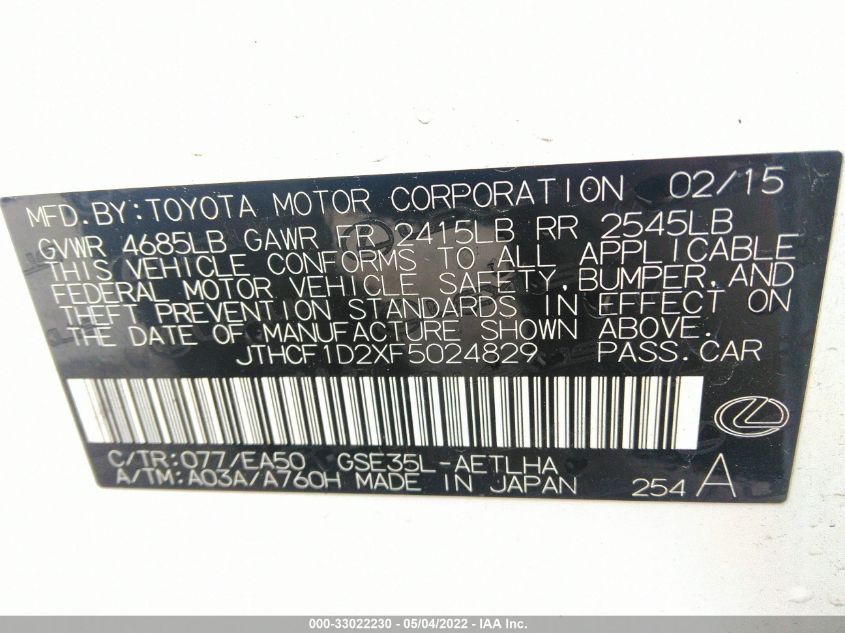 MFD.BY:TOYOTA MOTOR CORPORATION 02/15
GVWR 4685LB GAWR FR 2415LB RR 2545LB
THIS VEHICLE CONFORMS TO ALL APPLICABLE
FEDERAL MOTOR VEHICLE SAFETY,BUMPER,AND
THEFT PREVENTION STANDARDS IN EFFECT ON
THE DATE OF MANUFACTURE SHOWN ABOVE.
JTHCF1D2XF5024829 PASS.CAR
C/TR:077/EA50 GSE35L-AETLHA
A/TM:A03A/A760H MADE IN JAPAN 254 A
000-33022230 - 05/04/2022 - IAA Inc.